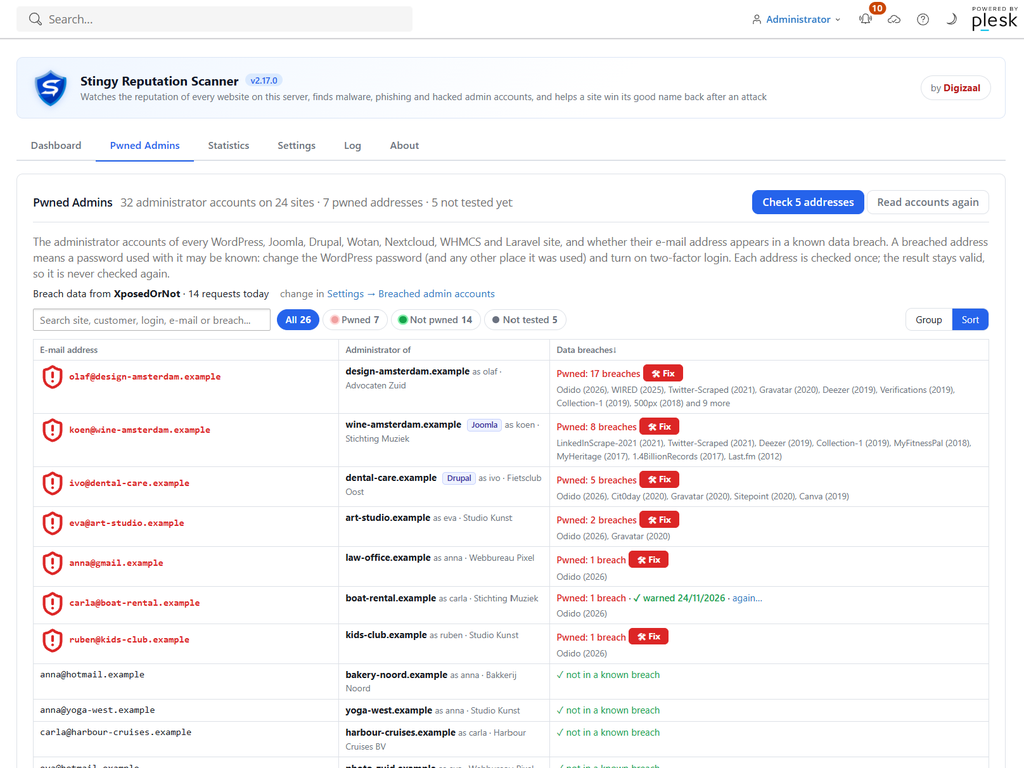 Search...
Administrator
10
POWERED BY
plesk
Stingy Reputation Scanner v2.17.0
Watches the reputation of every website on this server, finds malware, phishing and hacked admin accounts, and helps a site win its good name back after an attack
by Digizaal
Dashboard Pwned Admins Statistics Settings Log About
Pwned Admins 32 administrator accounts on 24 sites · 7 pwned addresses · 5 not tested yet
Check 5 addresses Read accounts again
The administrator accounts of every WordPress, Joomla, Drupal, Wotan, Nextcloud, WHMCS and Laravel site, and whether their e-mail address appears in a known data breach. A breached address
means a password used with it may be known: change the WordPress password (and any other place it was used) and turn on two-factor login. Each address is checked once; the result stays valid,
so it is never checked again.
Breach data from XposedOrNot · 14 requests today change in Settings → Breached admin accounts
Search site, customer, login, e-mail or breach... All 26 Pwned 7 Not pwned 14 Not tested 5 Group Sort
E-mail address Administrator of Data breaches↓
olaf@design-amsterdam.example
design-amsterdam.example as olaf ·
Advocaten Zuid
Pwned: 17 breaches Fix
Odido (2026), WIRED (2025), Twitter-Scraped (2021), Gravatar (2020), Deezer (2019), Verifications (2019),
Collection-1 (2019), 500px (2018) and 9 more
koen@wine-amsterdam.example
wine-amsterdam.example Joomla as koen ·
Stichting Muziek
Pwned: 8 breaches Fix
LinkedInScrape-2021 (2021), Twitter-Scraped (2021), Deezer (2019), Collection-1 (2019), MyFitnessPal (2018),
MyHeritage (2017), 1.4BillionRecords (2017), Last.fm (2012)
ivo@dental-care.example
dental-care.example Drupal as ivo · Fietsclub
Oost
Pwned: 5 breaches Fix
Odido (2026), Cit0day (2020), Gravatar (2020), Sitepoint (2020), Canva (2019)
eva@art-studio.example
art-studio.example as eva · Studio Kunst
Pwned: 2 breaches Fix
Odido (2026), Gravatar (2020)
anna@gmail.example
law-office.example as anna · Webbureau Pixel
Pwned: 1 breach Fix
Odido (2026)
carla@boat-rental.example
boat-rental.example as carla · Stichting Muziek
Pwned: 1 breach · ✓ warned 24/11/2026 · again...
Odido (2026)
ruben@kids-club.example
kids-club.example as ruben · Studio Kunst
Pwned: 1 breach Fix
Odido (2026)
anna@hotmail.example
bakery-noord.example as anna · Bakkerij
Noord
✓ not in a known breach
anna@yoga-west.example
yoga-west.example as anna · Studio Kunst
✓ not in a known breach
carla@harbour-cruises.example
harbour-cruises.example as carla · Harbour
Cruises BV
✓ not in a known breach